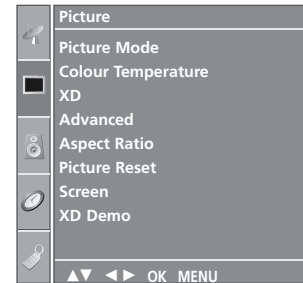 Picture
Picture Mode
Colour Temperature
XD
Advanced
Aspect Ratio
Picture Reset
Screen
XD Demo
▲▼ ◄► OK MENU